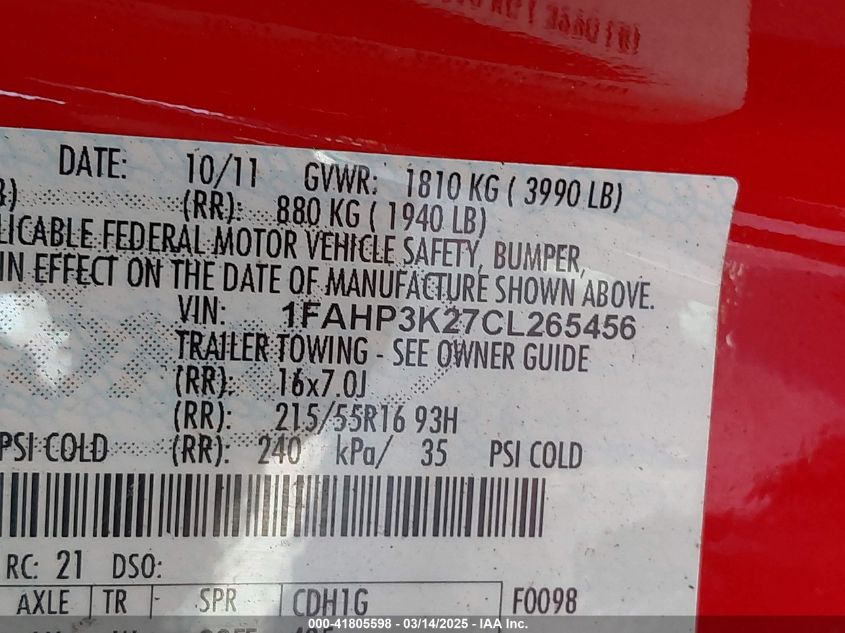 DATE: 10/11 GVWR: 1810 KG ( 3990 LB)
(RR): 880 KG ( 1940 LB)
FEDERAL MOTOR VEHICLE SAFETY, BUMPER,
IN EFFECT ON THE DATE OF MANUFACTURE SHOWN ABOVE.
VIN: 1FAHP3K27CL265456
TRAILER TOWING - SEE OWNER GUIDE
(RR): 16x7.0J
(RR): 215/55R16 93H
PSI COLD (RR): 240 kPa/ 35 PSI COLD
RC: 21 DSO:
AXLE TR - SPR CDH1G F0098
000-41805598 - 03/14/2025 - IAAI, Inc.